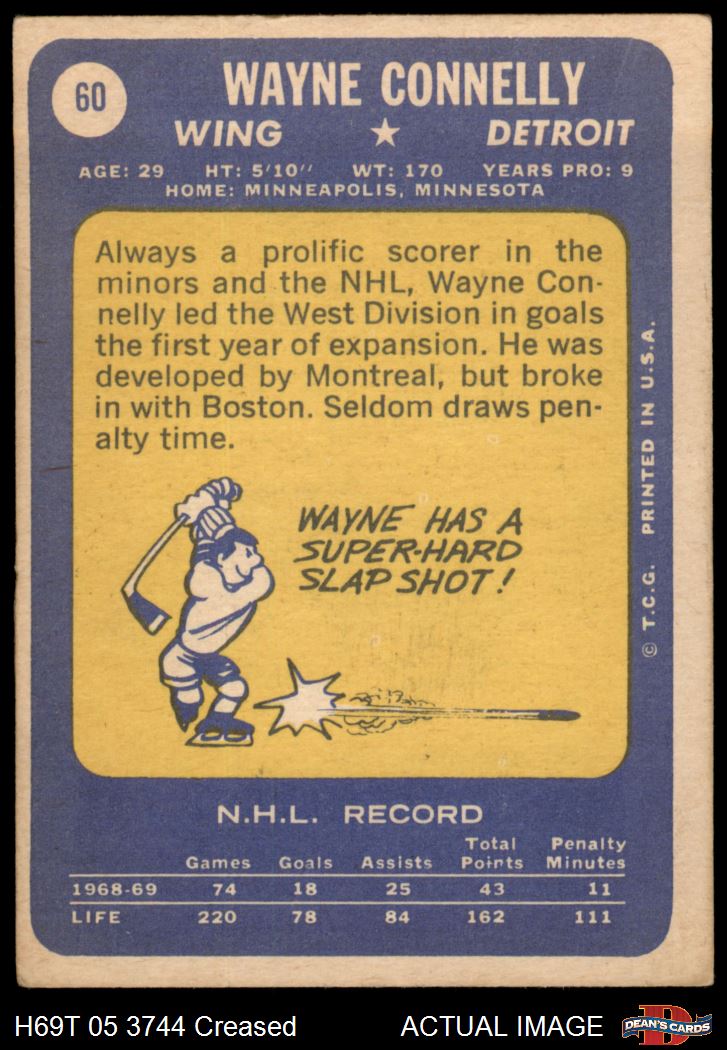 60
WAYNE CONNELLY
WING ★ DETROIT
AGE: 29 HT: 5'10" WT: 170 YEARS PRO: 9
HOME: MINNEAPOLIS, MINNESOTA
Always a prolific scorer in the
minors and the NHL, Wayne Con-
nelly led the West Division in goals
the first year of expansion. He was
developed by Montreal, but broke
in with Boston. Seldom draws pen-
alty time.
WAYNE HAS A
SUPER-HARD
SLAP SHOT!
© T.C.G. PRINTED IN U.S.A.
N.H.L. RECORD
Total Penalty
Games Goals Assists Points Minutes
1968-69 74 18 25 43 11
LIFE 220 78 84 162 111
H69T 05 3744 Creased ACTUAL IMAGE
D
DEAN'S CARDS